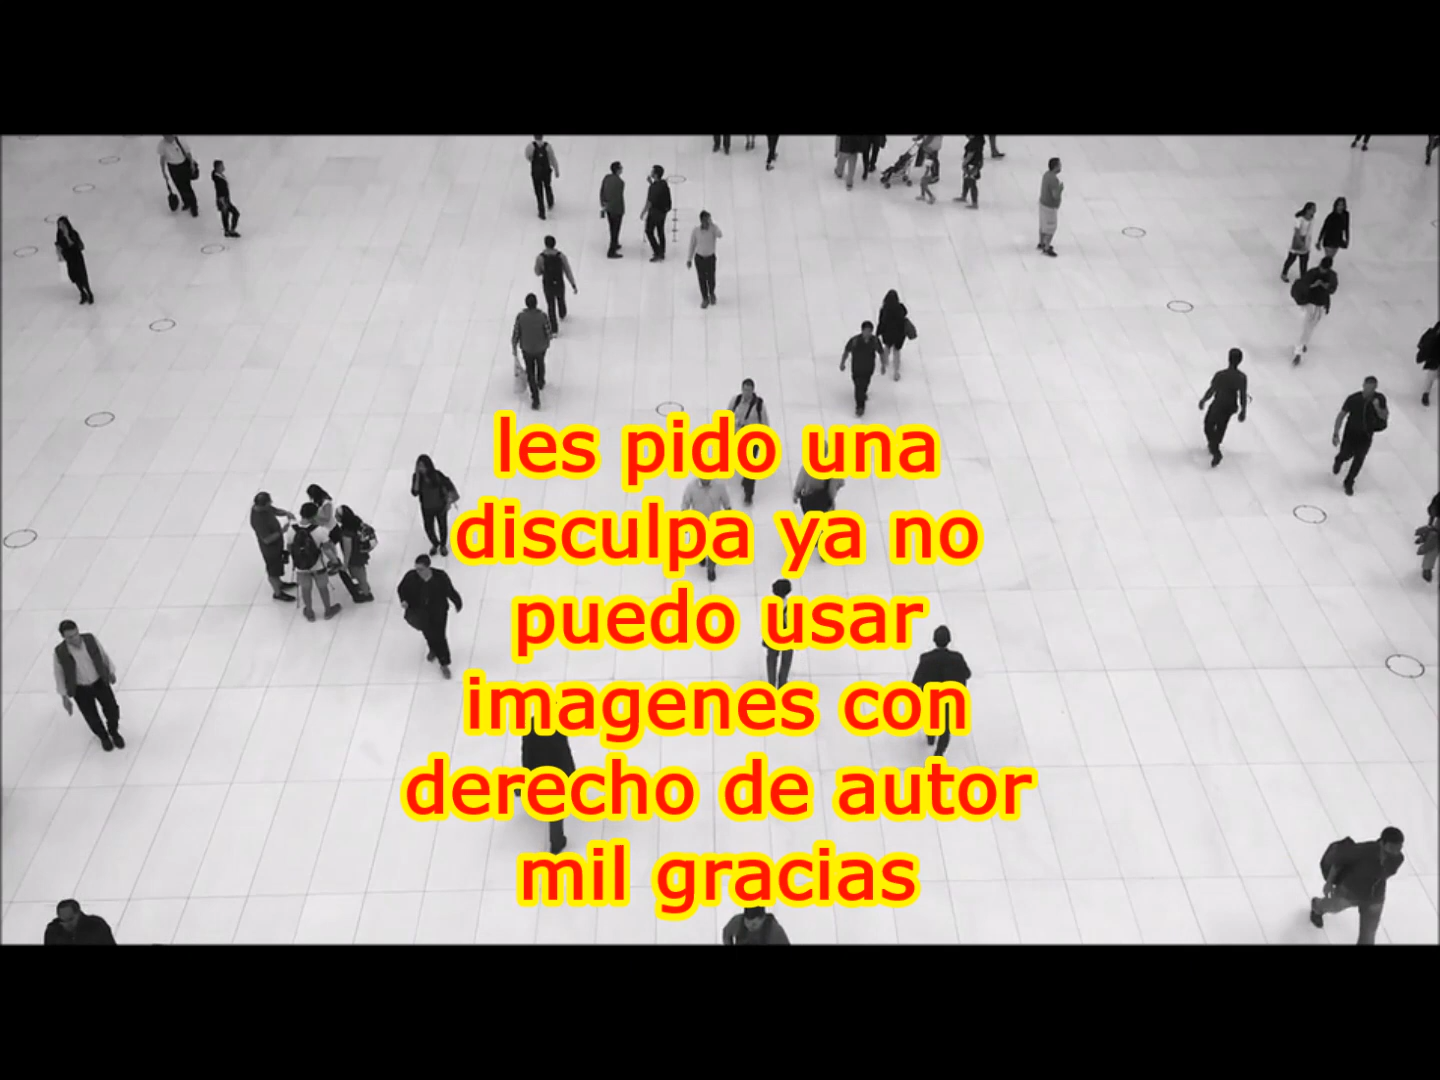 les pido una
disculpa ya no
puedo usar
imagenes con
derecho de autor
mil gracias